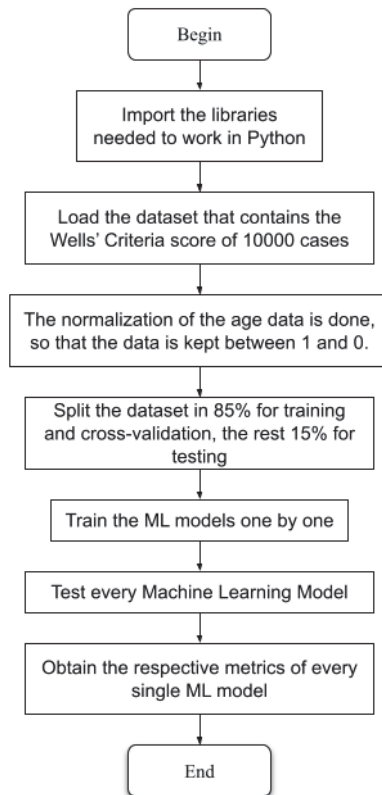 Begin
Import the libraries
needed to work in Python
Load the dataset that contains the
Wells' Criteria score of 10000 cases
The normalization of the age data is done,
so that the data is kept between 1 and 0.
Split the dataset in 85% for training
and cross-validation, the rest 15% for
testing
Train the ML models one by one
Test every Machine Learning Model
Obtain the respective metrics of every
single ML model
End